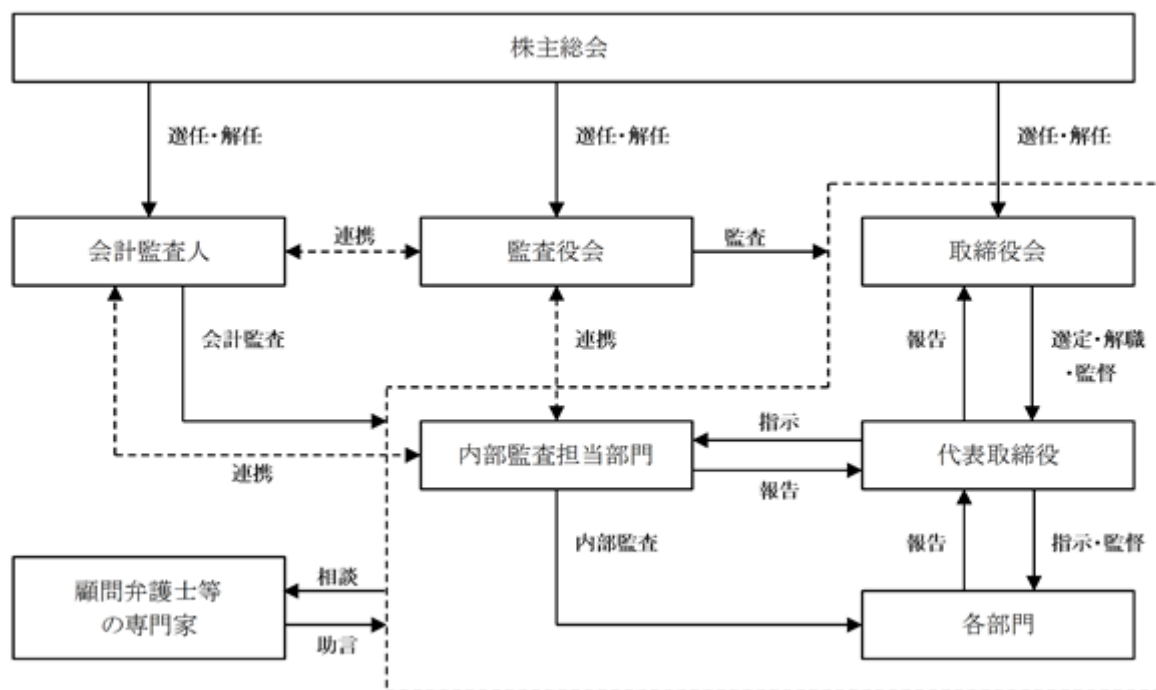 株主総会
選任・解任
選任・解任
選任・解任
会計監査人
連携
監査役会
監査
取締役会
会計監査
連携
報告
選定・解職
・監督
指示
内部監査担当部門
代表取締役
連携
報告
内部監査
報告
指示・監督
顧問弁護士等
の専門家
相談
助言
各部門